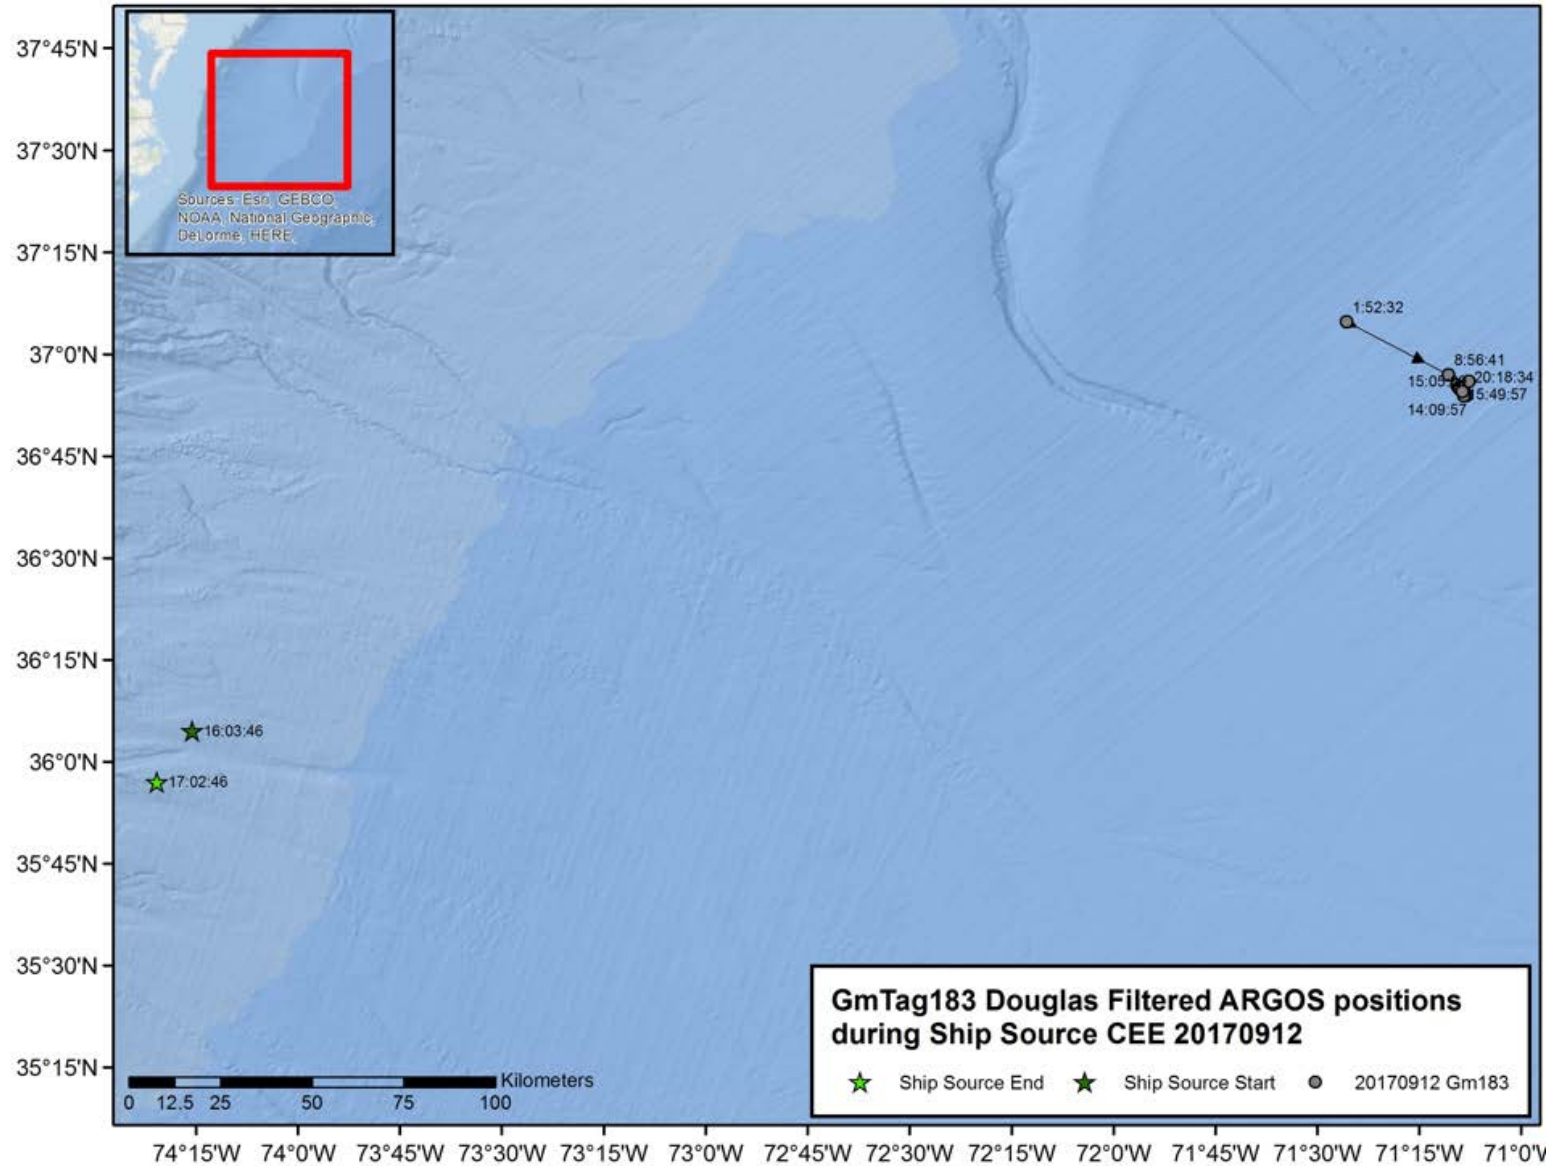 37°45'N
37°30'N
37°15'N
37°0'N
36°45'N
36°30'N
36°15'N
36°0'N
35°45'N
35°30'N
35°15'N
Sources: Esri, GEBCO,
NOAA, National Geographic,
DeLorme, HERE,
1:52:32
8:56:41
20:18:34
14:09:57
16:03:46
17:02:46
GmTag183 Douglas Filtered ARGOS positions
during Ship Source CEE 20170912
Ship Source End Ship Source Start 20170912 Gm183
Kilometers
0 12.5 25 50 75 100
74°15'W 74°0'W 73°45'W 73°30'W 73°15'W 73°0'W 72°45'W 72°30'W 72°15'W 72°0'W 71°45'W 71°30'W 71°15'W 71°0'W